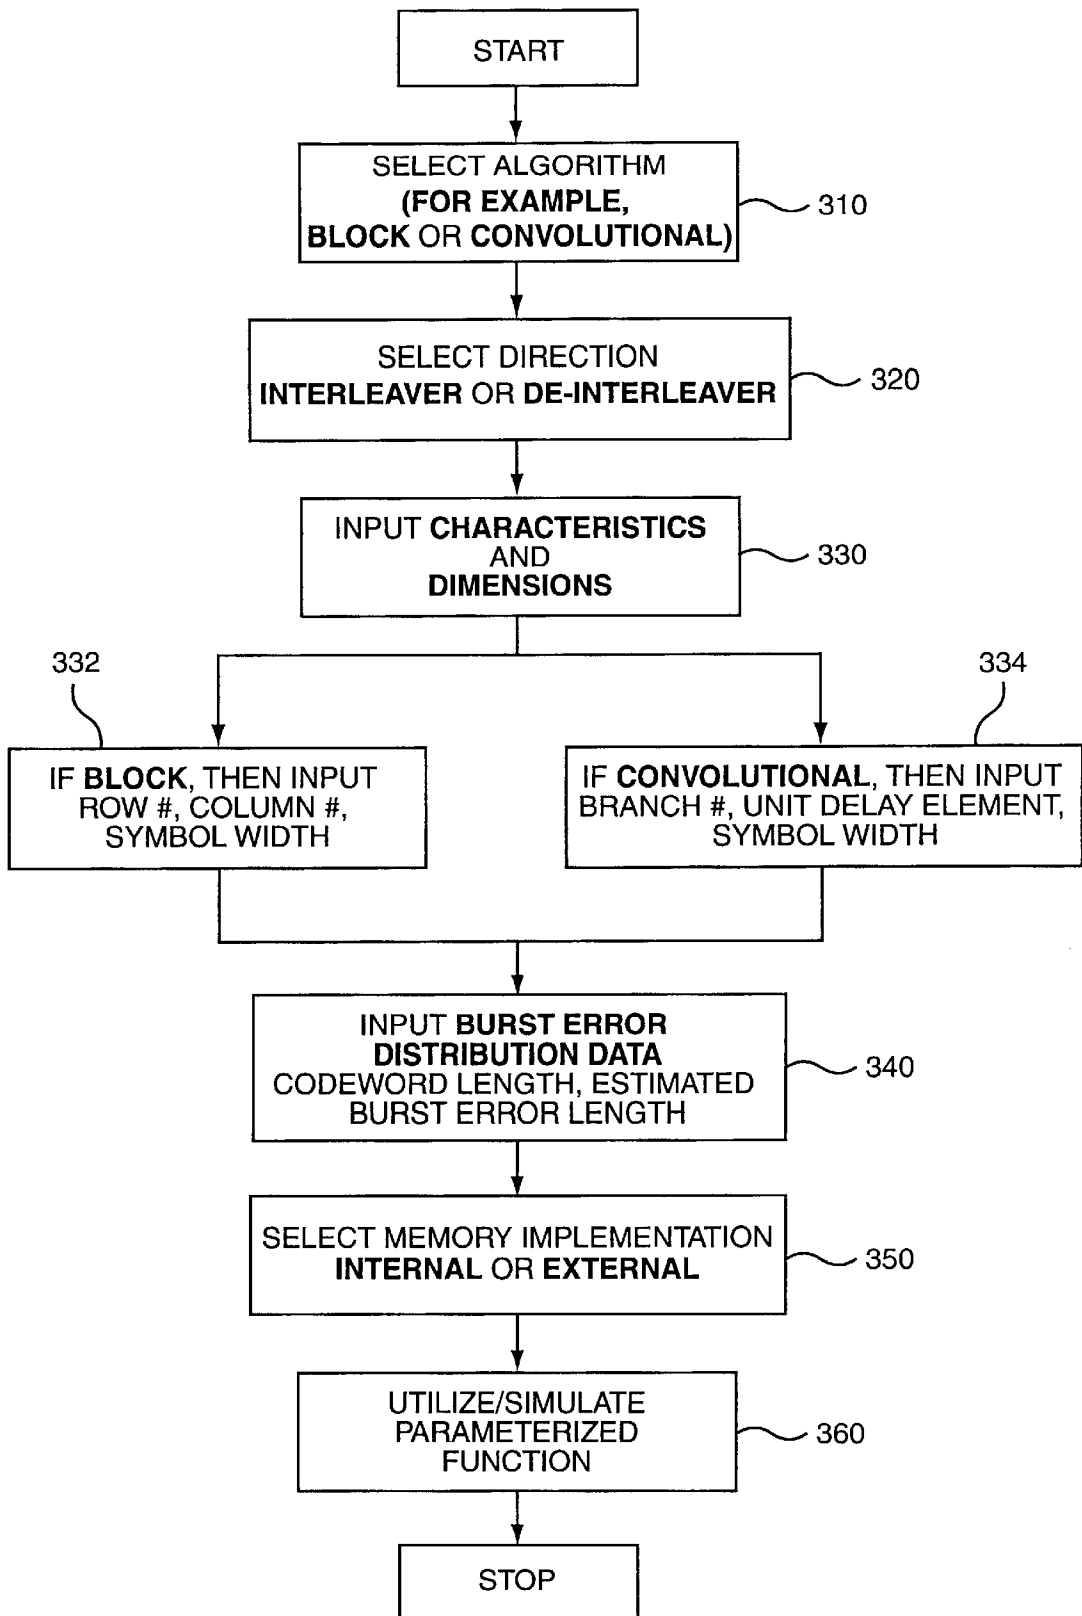 START
SELECT ALGORITHM
(FOR EXAMPLE,
BLOCK OR CONVOLUTIONAL)
310
SELECT DIRECTION
INTERLEAVER OR DE-INTERLEAVER
320
INPUT CHARACTERISTICS
AND
DIMENSIONS
330
332
IF BLOCK, THEN INPUT
ROW #, COLUMN #,
SYMBOL WIDTH
334
IF CONVOLUTIONAL, THEN INPUT
BRANCH #, UNIT DELAY ELEMENT,
SYMBOL WIDTH
INPUT BURST ERROR
DISTRIBUTION DATA
CODEWORD LENGTH, ESTIMATED
BURST ERROR LENGTH
340
SELECT MEMORY IMPLEMENTATION
INTERNAL OR EXTERNAL
350
UTILIZE/SIMULATE
PARAMETERIZED
FUNCTION
360
STOP